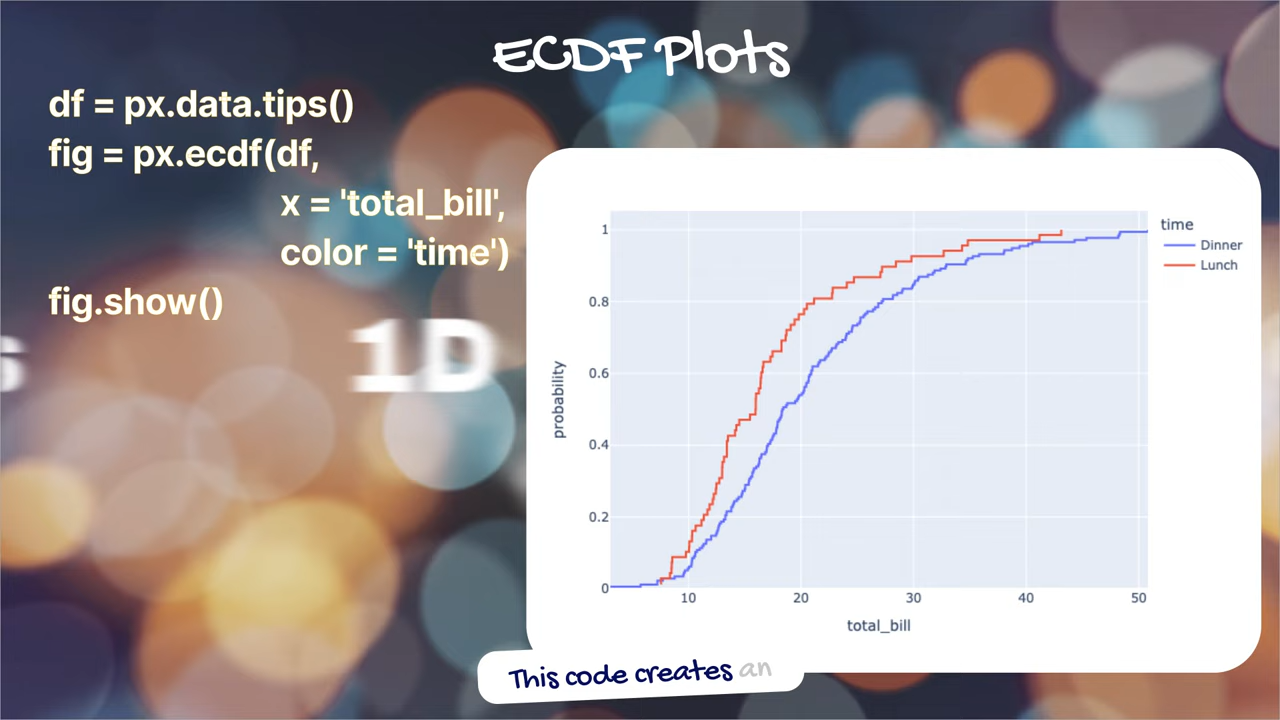 ECDF Plots
df = px.data.tips()
fig = px.ecdf(df,
x = 'total_bill',
color = 'time')
fig.show()
s
1D
time
Dinner
Lunch
1
0.8
0.6
0.4
0.2
0
probability
10 20 30 40 50
total_bill
This code creates an